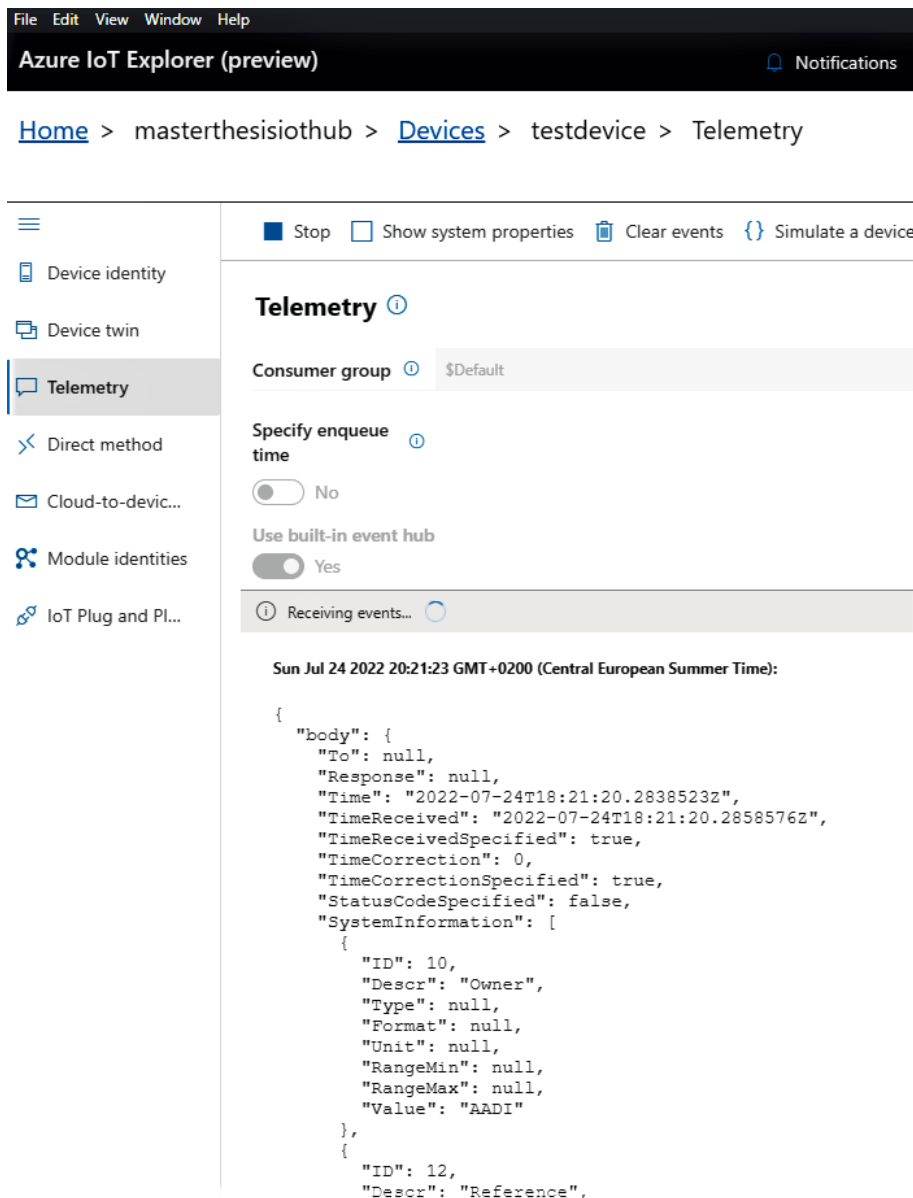 File Edit View Window Help
Azure IoT Explorer (preview)
Notifications
Home > masterthesisiothub > Devices > testdevice > Telemetry
Stop Show system properties Clear events {} Simulate a device
Device identity
Device twin
Telemetry
Direct method
Cloud-to-devic...
Module identities
IoT Plug and Pl...
Telemetry
Consumer group $Default
Specify enqueue
time
No
Use built-in event hub
Yes
Receiving events...
Sun Jul 24 2022 20:21:23 GMT+0200 (Central European Summer Time):
{
"body": {
"To": null,
"Response": null,
"Time": "2022-07-24T18:21:20.2838523Z",
"TimeReceived": "2022-07-24T18:21:20.2858576Z",
"TimeReceivedSpecified": true,
"TimeCorrection": 0,
"TimeCorrectionSpecified": true,
"StatusCodeSpecified": false,
"SystemInformation": [
{
"ID": 10,
"Descr": "Owner",
"Type": null,
"Format": null,
"Unit": null,
"RangeMin": null,
"RangeMax": null,
"Value": "AADI"
},
{
"ID": 12,
"Descr": "Reference",